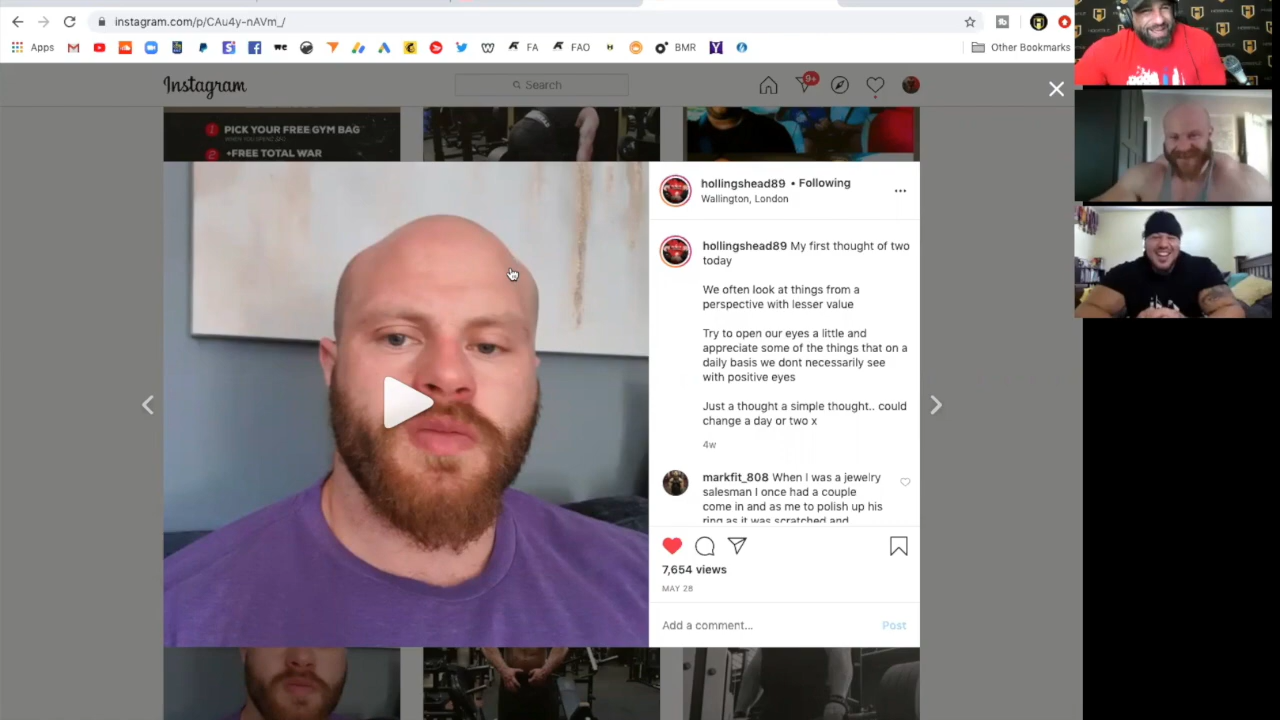 instagram.com/p/CAu4y-nAVm_/
Apps
FA
FAO
BMR
Other Bookmarks
Instagram
Search
9+
1 PICK YOUR FREE GYM BAG
2 +FREE TOTAL WAR
hollingshead89 • Following
Wallington, London
hollingshead89 My first thought of two
today
We often look at things from a
perspective with lesser value
Try to open our eyes a little and
appreciate some of the things that on a
daily basis we dont necessarily see
with positive eyes
Just a thought a simple thought.. could
change a day or two x
4w
markfit_808 When I was a jewelry
salesman I once had a couple
come in and as me to polish up his
ring as it was scratched and
7,654 views
MAY 28
Add a comment...
Post